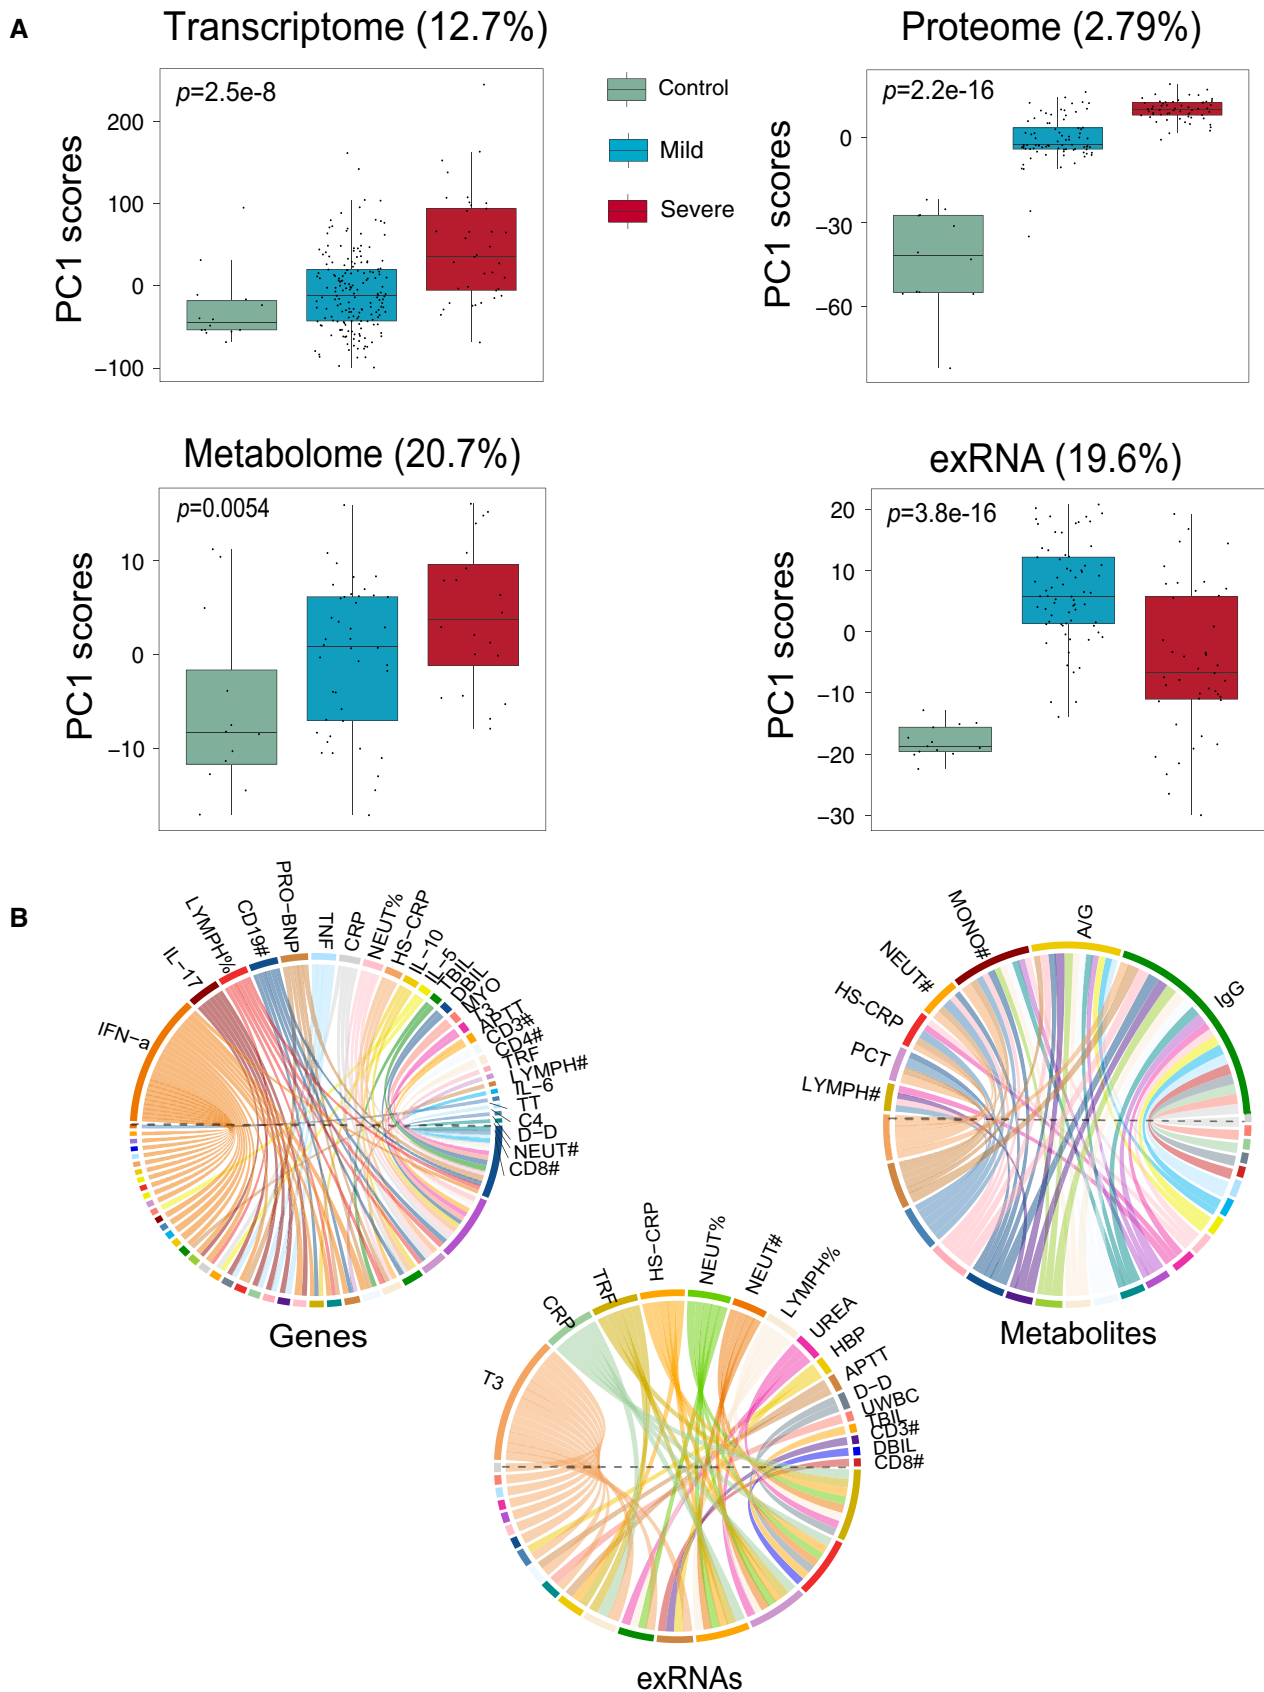 A
Transcriptome (12.7%)
p=2.5e-8
PC1 scores
200
100
0
−100
Control
Mild
Severe
Proteome (2.79%)
p=2.2e-16
PC1 scores
0
−30
−60
Metabolome (20.7%)
p=0.0054
PC1 scores
10
0
−10
exRNA (19.6%)
p=3.8e-16
PC1 scores
20
10
0
−10
−20
−30
B
IFN−a
IL−17
LYMPH%
CD19#
PRO−BNP
TNF
CRP
NEUT%
HS−CRP
IL−10
IL−5
TBIL
DBIL
MYO
T3
APTT
CD3#
CD4#
TRF
LYMPH#
IL−6
TT
C4
D−D
NEUT#
CD8#
Genes
LYMPH#
PCT
HS−CRP
NEUT#
MONO#
A/G
IgG
Metabolites
T3
CRP
TRF
HS−CRP
NEUT%
NEUT#
LYMPH%
UREA
HBP
APTT
D−D
UWBC
TBIL
CD3#
DBIL
CD8#
exRNAs